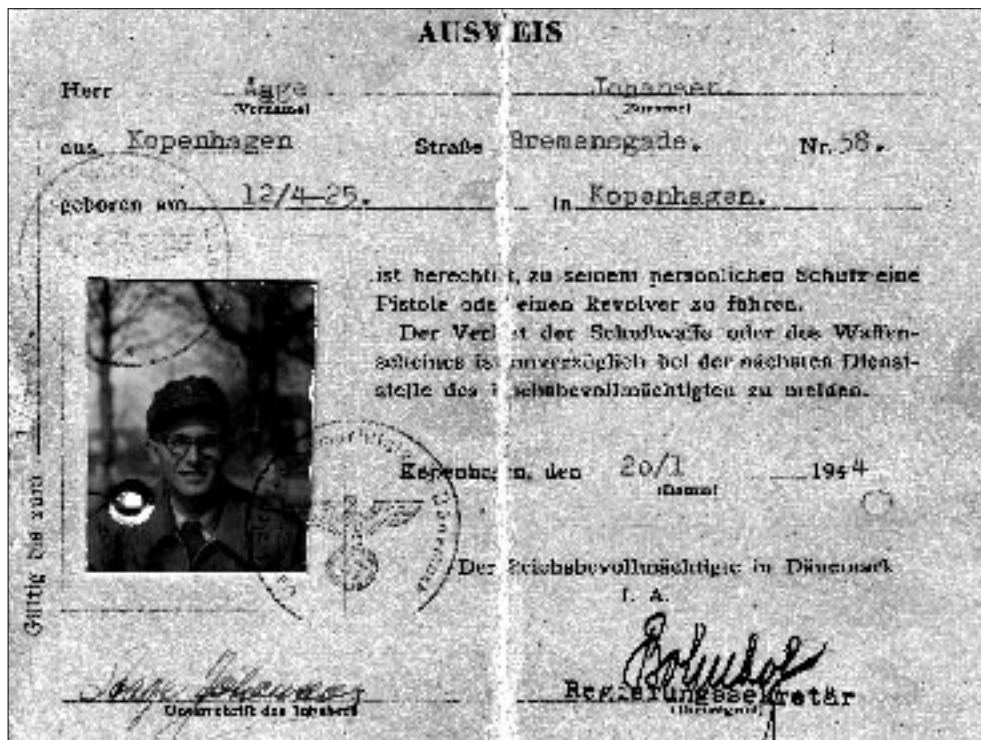 AUSWEIS
Herr Aage Johansen.
(Vorname) (Zuname)
aus Kopenhagen Straße Bremensgade. Nr. 58.
geboren am 12/4-25. in Kopenhagen.
ist berechtigt, zu seinem persönlichen Schutz eine
Pistole oder einen Revolver zu führen.
Der Verlust der Schußwaffe oder des Waffen-
scheines ist unverzüglich bei der nächsten Dienst-
stelle des Reichsbevollmächtigten zu melden.
Kopenhagen, den 20/1 1944
(Datum)
Der Reichsbevollmächtigte in Dänemark
I. A.
Regierungssekretär
Unterschrift des Inhabers
Gültig bis zum